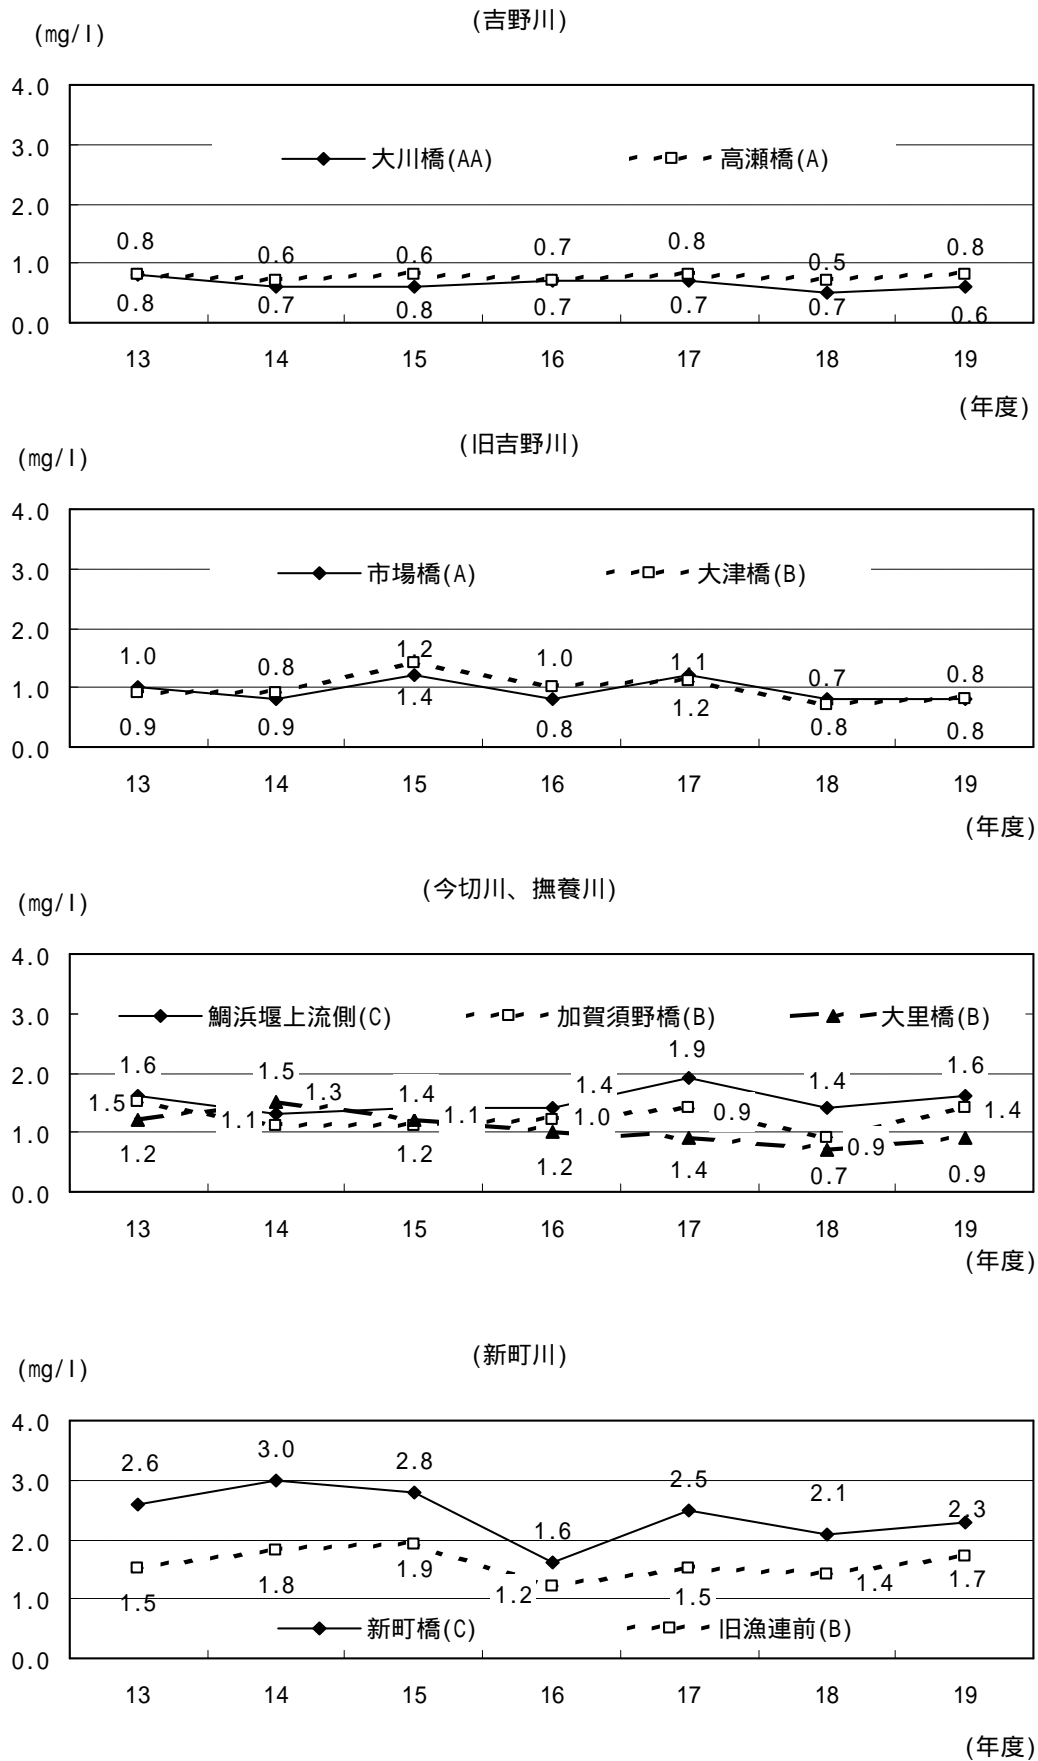 (吉野川)
(mg/l)
4.0
3.0
大川橋(AA) 高瀬橋(A)
2.0
0.8 0.6 0.6 0.7 0.8 0.5 0.8
1.0
0.8 0.7 0.8 0.7 0.7 0.7 0.6
0.0
13 14 15 16 17 18 19
(年度)
(旧吉野川)
(mg/l)
4.0
3.0
市場橋(A) 大津橋(B)
2.0
1.0 0.8 1.2 1.0 1.1 0.7 0.8
1.0
0.9 0.9 1.4 0.8 1.2 0.8 0.8
0.0
13 14 15 16 17 18 19
(年度)
(今切川、撫養川)
(mg/l)
4.0
3.0
鯛浜堰上流側(C) 加賀須野橋(B) 大里橋(B)
2.0
1.6 1.5 1.3 1.4 1.4 1.9 1.4 1.6
1.5 1.1 1.1 1.0 0.9 0.9 1.4
1.0
1.2 1.2 1.2 1.4 0.7 0.9
0.0
13 14 15 16 17 18 19
(年度)
(新町川)
(mg/l)
4.0
2.6 3.0 2.8 1.6 2.5 2.1 2.3
3.0
2.0
1.5 1.8 1.9 1.2 1.5 1.4 1.7
1.0
新町橋(C) 旧漁連前(B)
0.0
13 14 15 16 17 18 19
(年度)